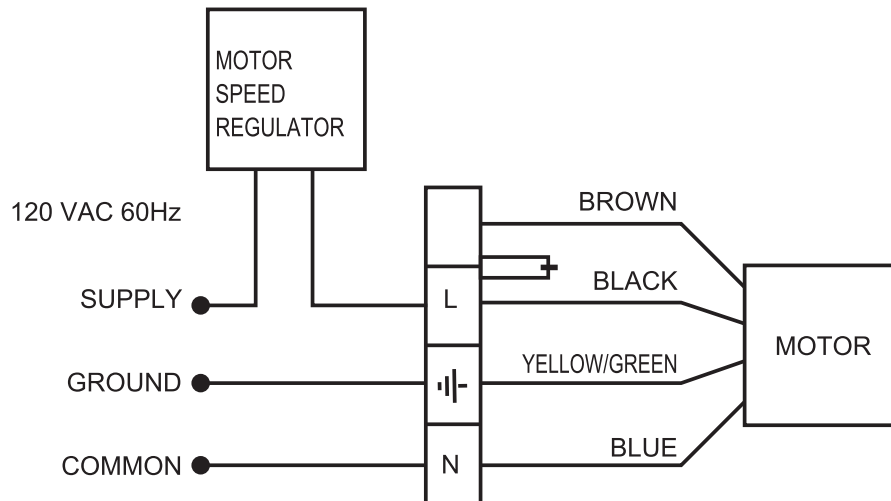 MOTOR
SPEED
REGULATOR
120 VAC 60Hz
BROWN
SUPPLY
L
BLACK
MOTOR
GROUND
YELLOW/GREEN
COMMON
N
BLUE